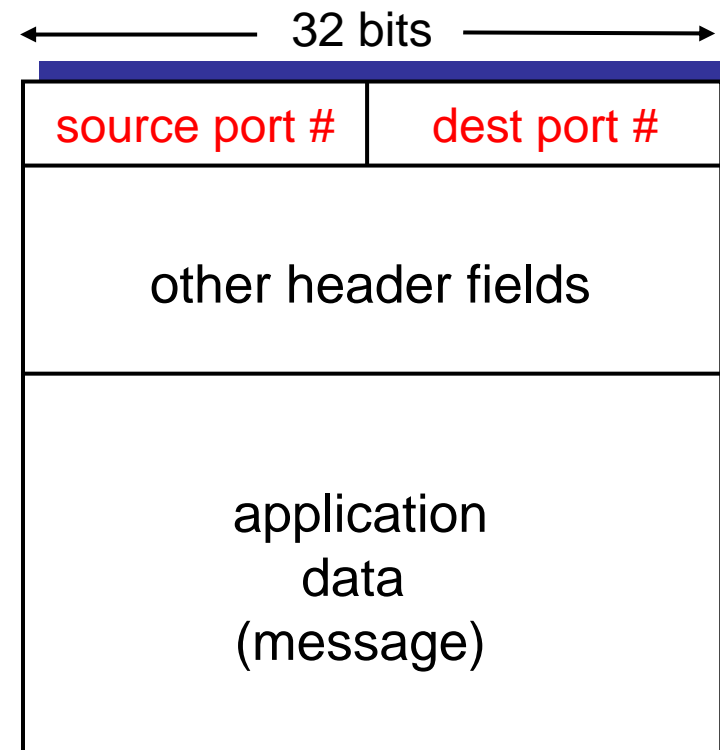 32 bits
source port # dest port #
other header fields
application
data
(message)